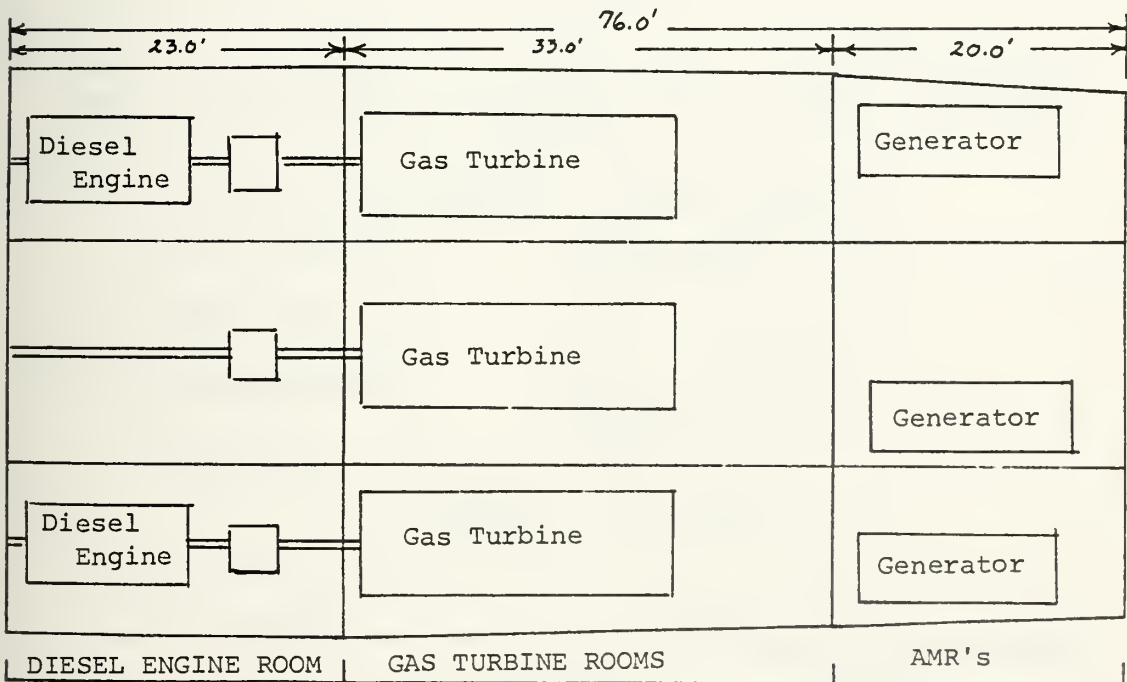 76.0'
23.0'
33.0'
20.0'
Diesel
Engine
Gas Turbine
Generator
Gas Turbine
Generator
Diesel
Engine
Gas Turbine
Generator
DIESEL ENGINE ROOM
GAS TURBINE ROOMS
AMR's